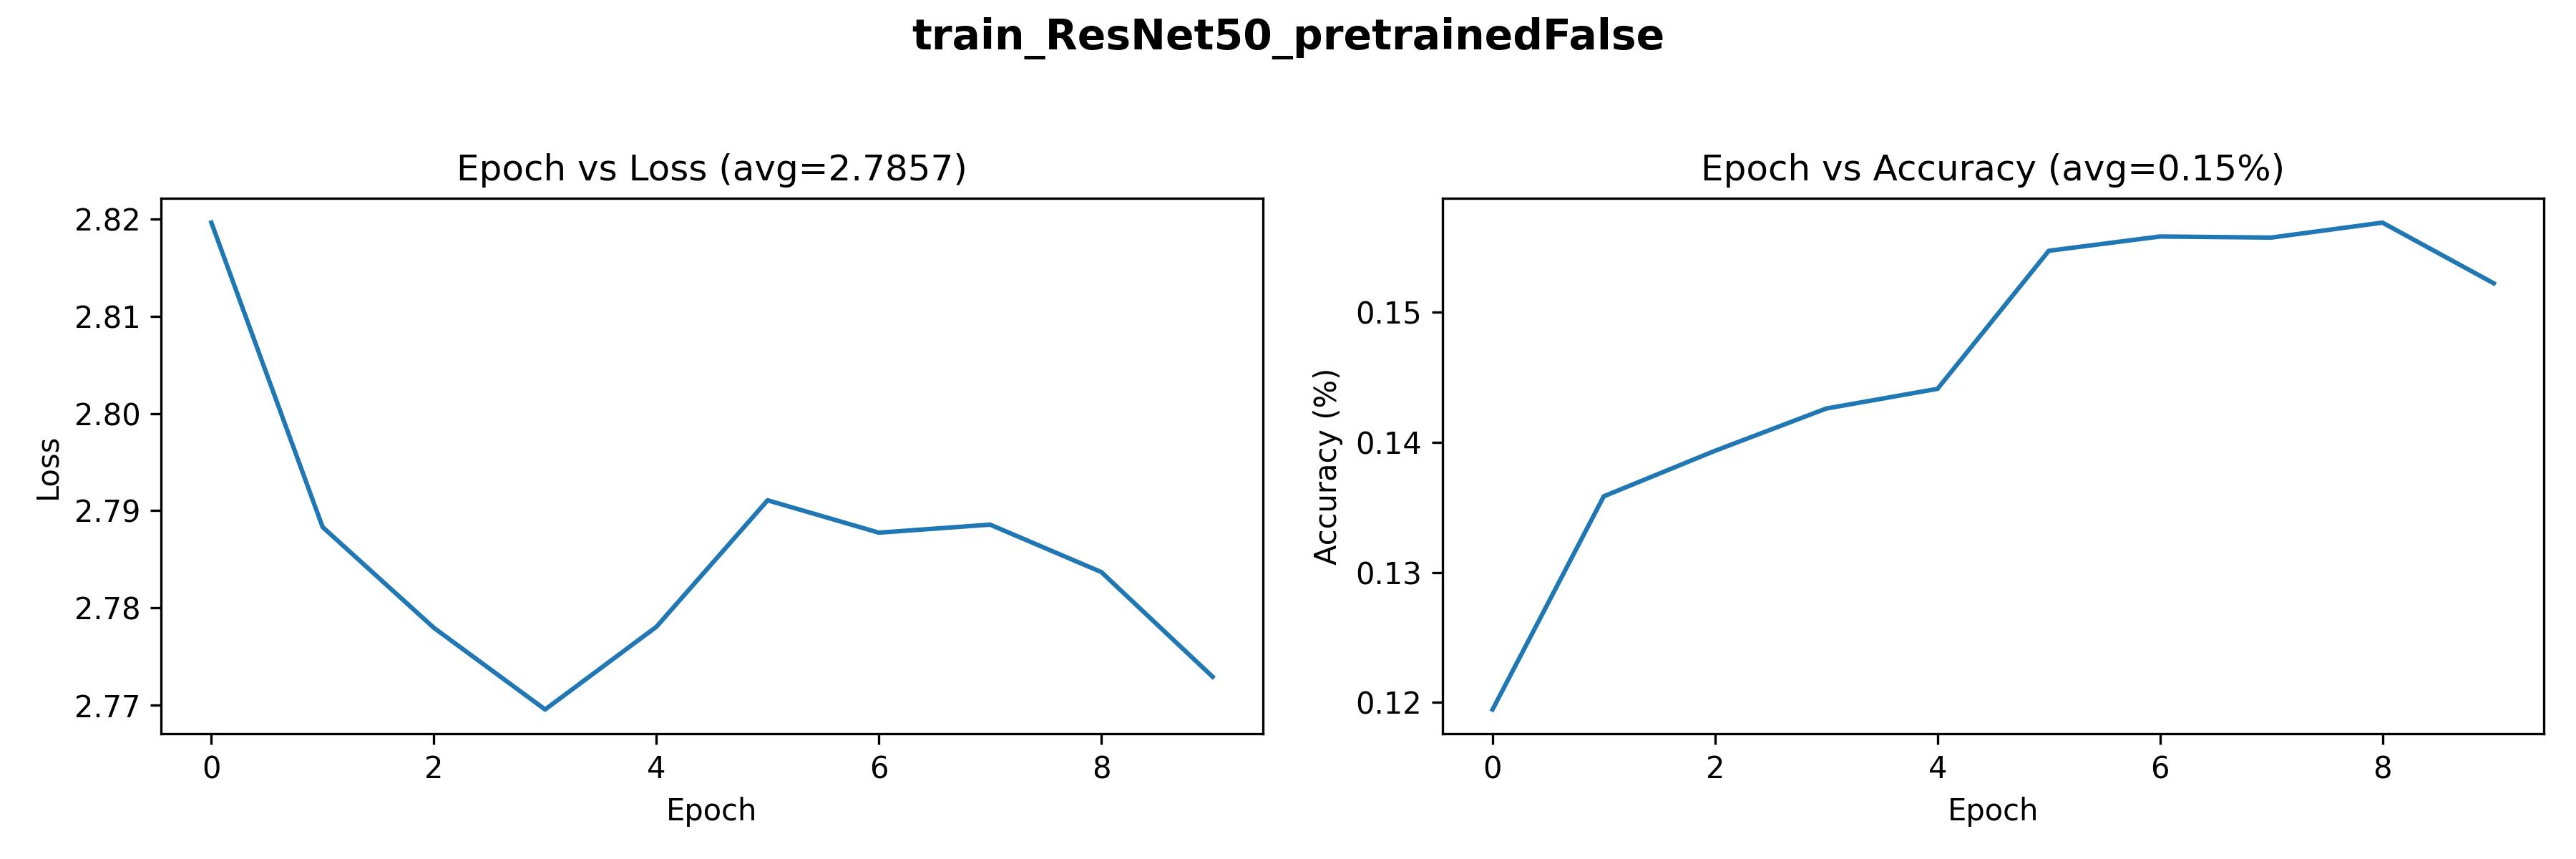 train_ResNet50_pretrainedFalse
Epoch vs Loss (avg=2.7857)
2.82
2.81
2.80
2.79
2.78
2.77
Loss
0 2 4 6 8
Epoch
Epoch vs Accuracy (avg=0.15%)
0.15
0.14
0.13
0.12
Accuracy (%)
0 2 4 6 8
Epoch